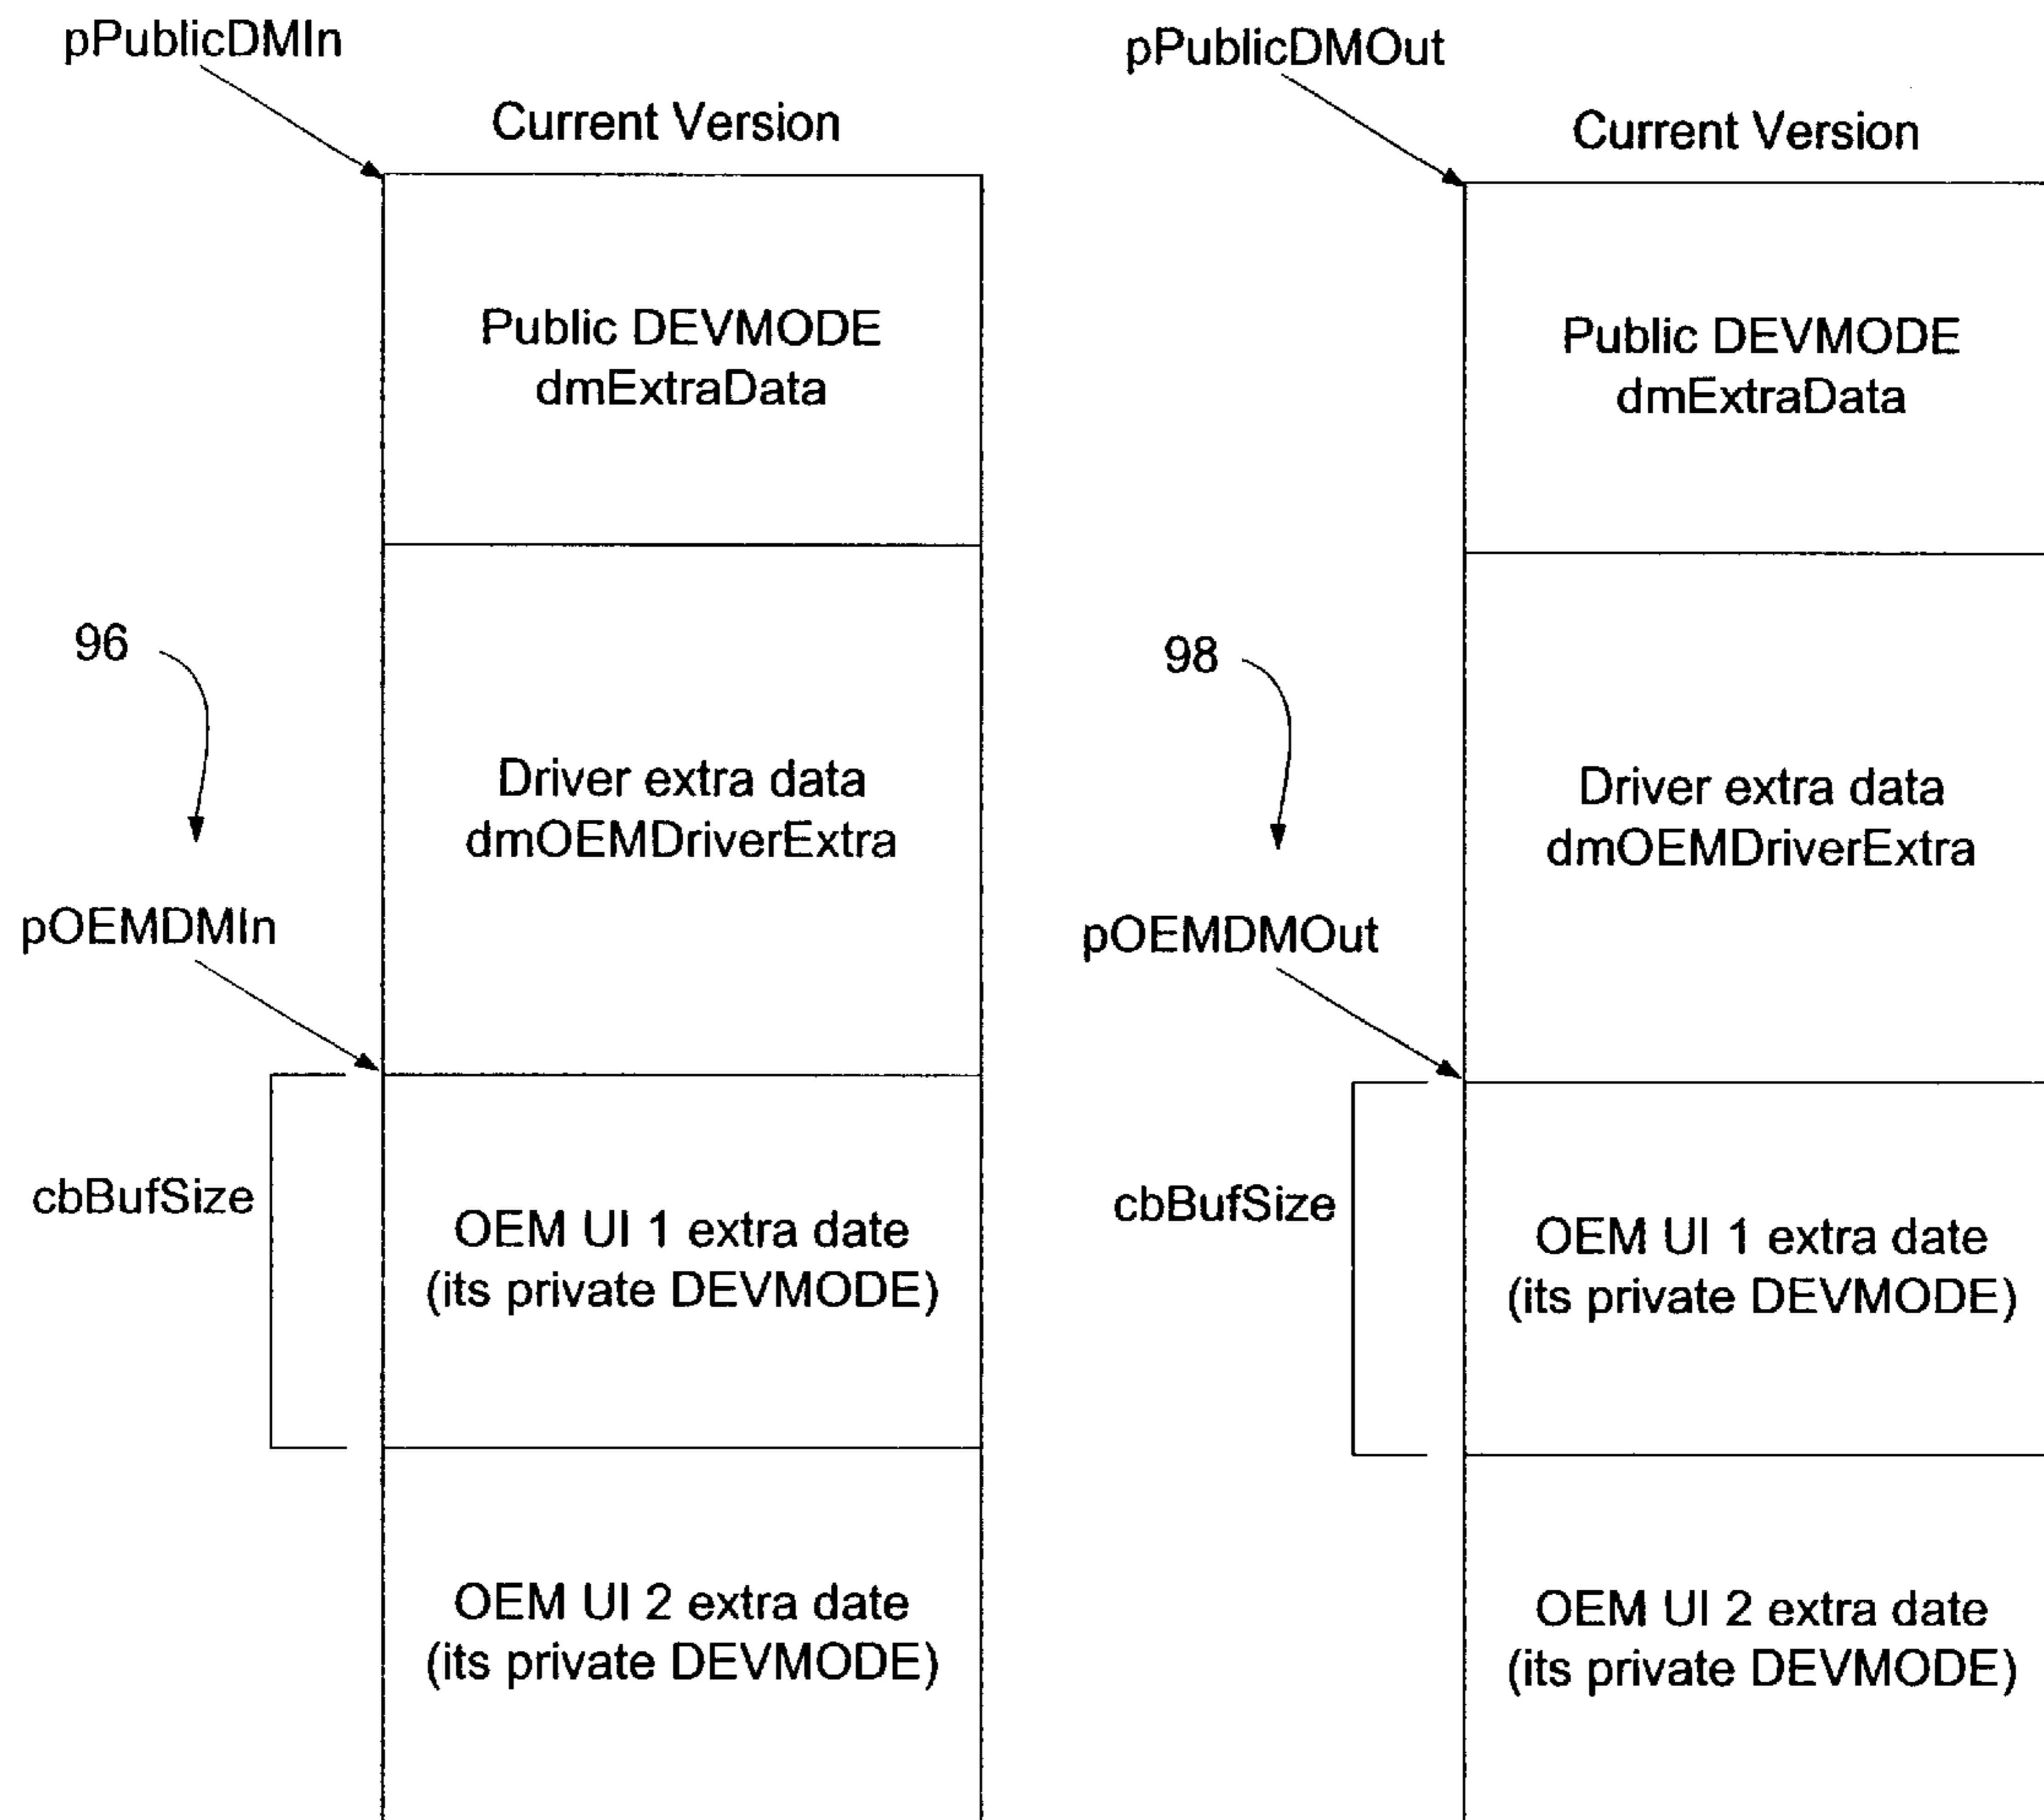 pPublicDMIn
Current Version
Public DEVMODE
dmExtraData
96
Driver extra data
dmOEMDriverExtra
pOEMDMIn
cbBufSize
OEM UI 1 extra date
(its private DEVMODE)
OEM UI 2 extra date
(its private DEVMODE)
pPublicDMOut
Current Version
Public DEVMODE
dmExtraData
98
Driver extra data
dmOEMDriverExtra
pOEMDMOut
cbBufSize
OEM UI 1 extra date
(its private DEVMODE)
OEM UI 2 extra date
(its private DEVMODE)